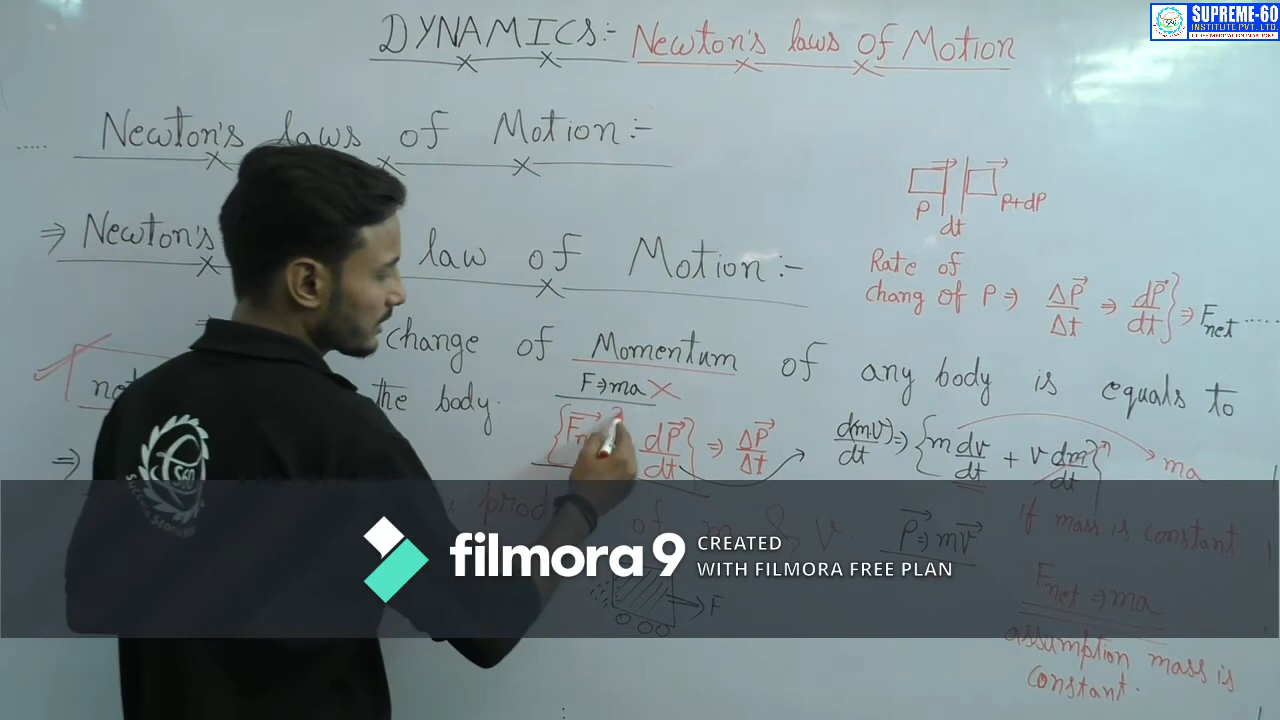 SUPREME-60
INSTITUTE PVT. LTD.
DYNAMICS:- Newton's laws of Motion
Newton's laws of Motion:-
P dt P+dP
⇒ Newton's law of Motion:-
Rate of
chang of P ⇒ ΔP/Δt ⇒ dP/dt} ⇒ Fnet .....
change of Momentum of any body is equals to
the body. F⇒ma ×
dP/dt} ⇒ ΔP/Δt d(mv)/dt ⇒ {m dv/dt + v dm/dt} ma
of m & V. P⇒mv if mass is constant
filmora9 CREATED
WITH FILMORA FREE PLAN
F Fnet ⇒ma
assumption mass is
constant.